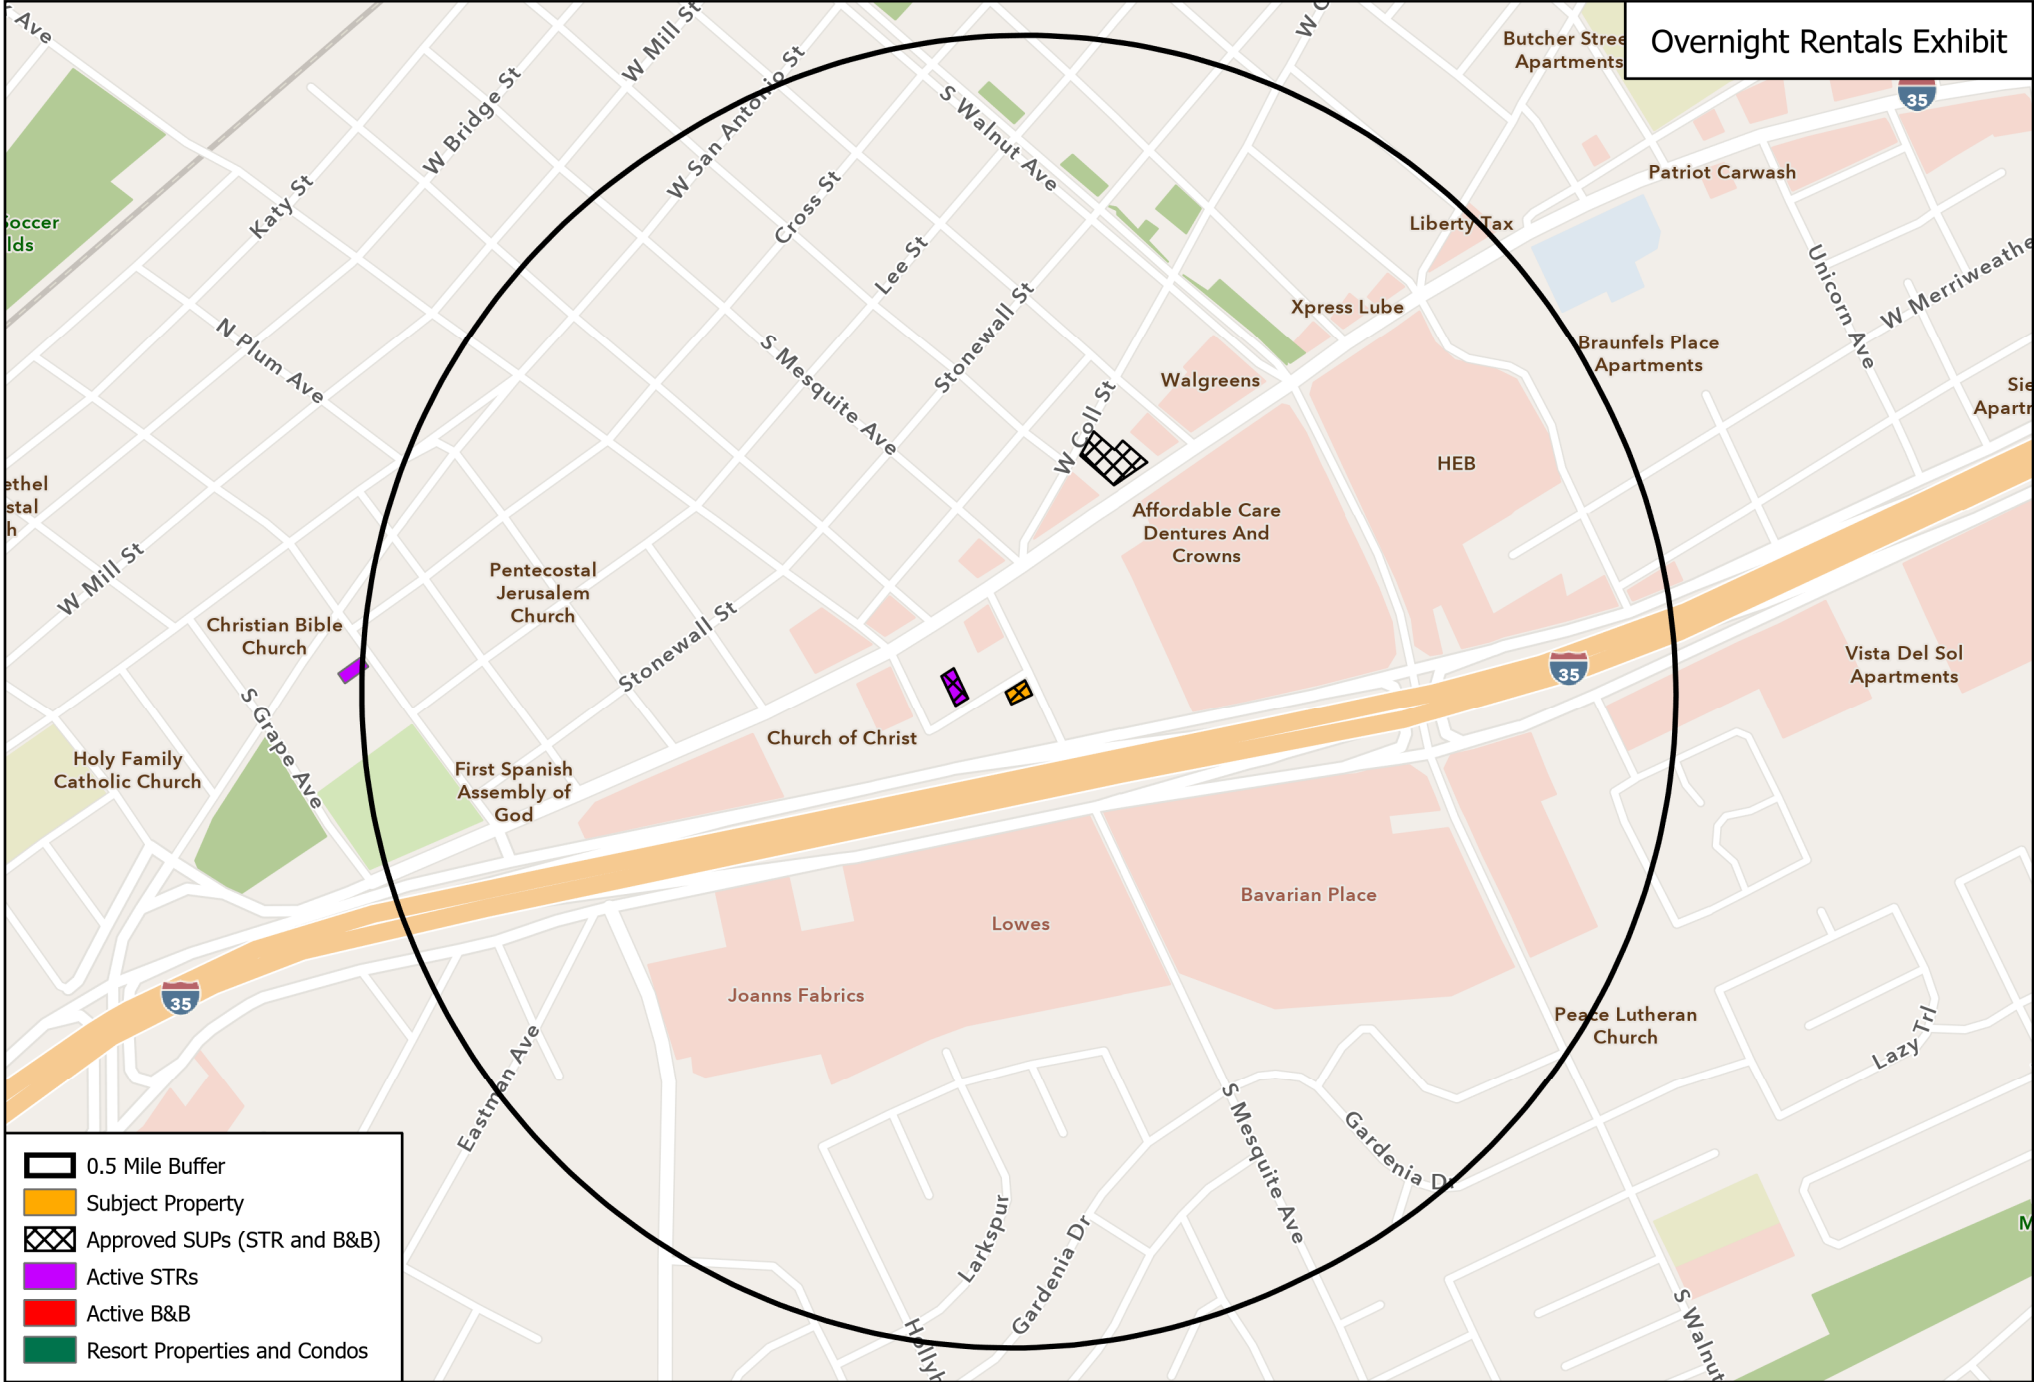 Overnight Rentals Exhibit
Ave
W Mill St
W C
Butcher Stree
Apartments
35
W Bridge St
W San Antonio St
S Walnut Ave
Patriot Carwash
Katy St
Cross St
Liberty Tax
Soccer
lds
Lee St
Unicorn Ave
W Merriweathe
Stonewall St
Xpress Lube
N Plum Ave
S Mesquite Ave
Braunfels Place
Apartments
Walgreens
Sie
Apartr
W Coll St
HEB
ethel
stal
h
Affordable Care
Dentures And
Crowns
W Mill St
Pentecostal
Jerusalem
Church
Christian Bible
Church
Stonewall St
35
Vista Del Sol
Apartments
S Grape Ave
Church of Christ
Holy Family
Catholic Church
First Spanish
Assembly of
God
Bavarian Place
Lowes
Joanns Fabrics
35
Peace Lutheran
Church
Lazy Trl
Eastman Ave
S Mesquite Ave
Gardenia Dr
Larkspur
Gardenia Dr
M
Hollyh
S Walnut
0.5 Mile Buffer
Subject Property
Approved SUPs (STR and B&B)
Active STRs
Active B&B
Resort Properties and Condos